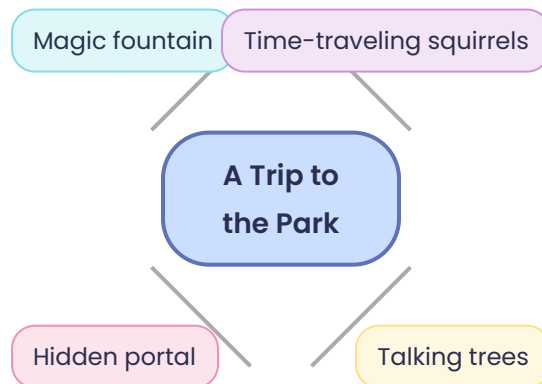 Magic fountain
Time-traveling squirrels
A Trip to
the Park
Hidden portal
Talking trees